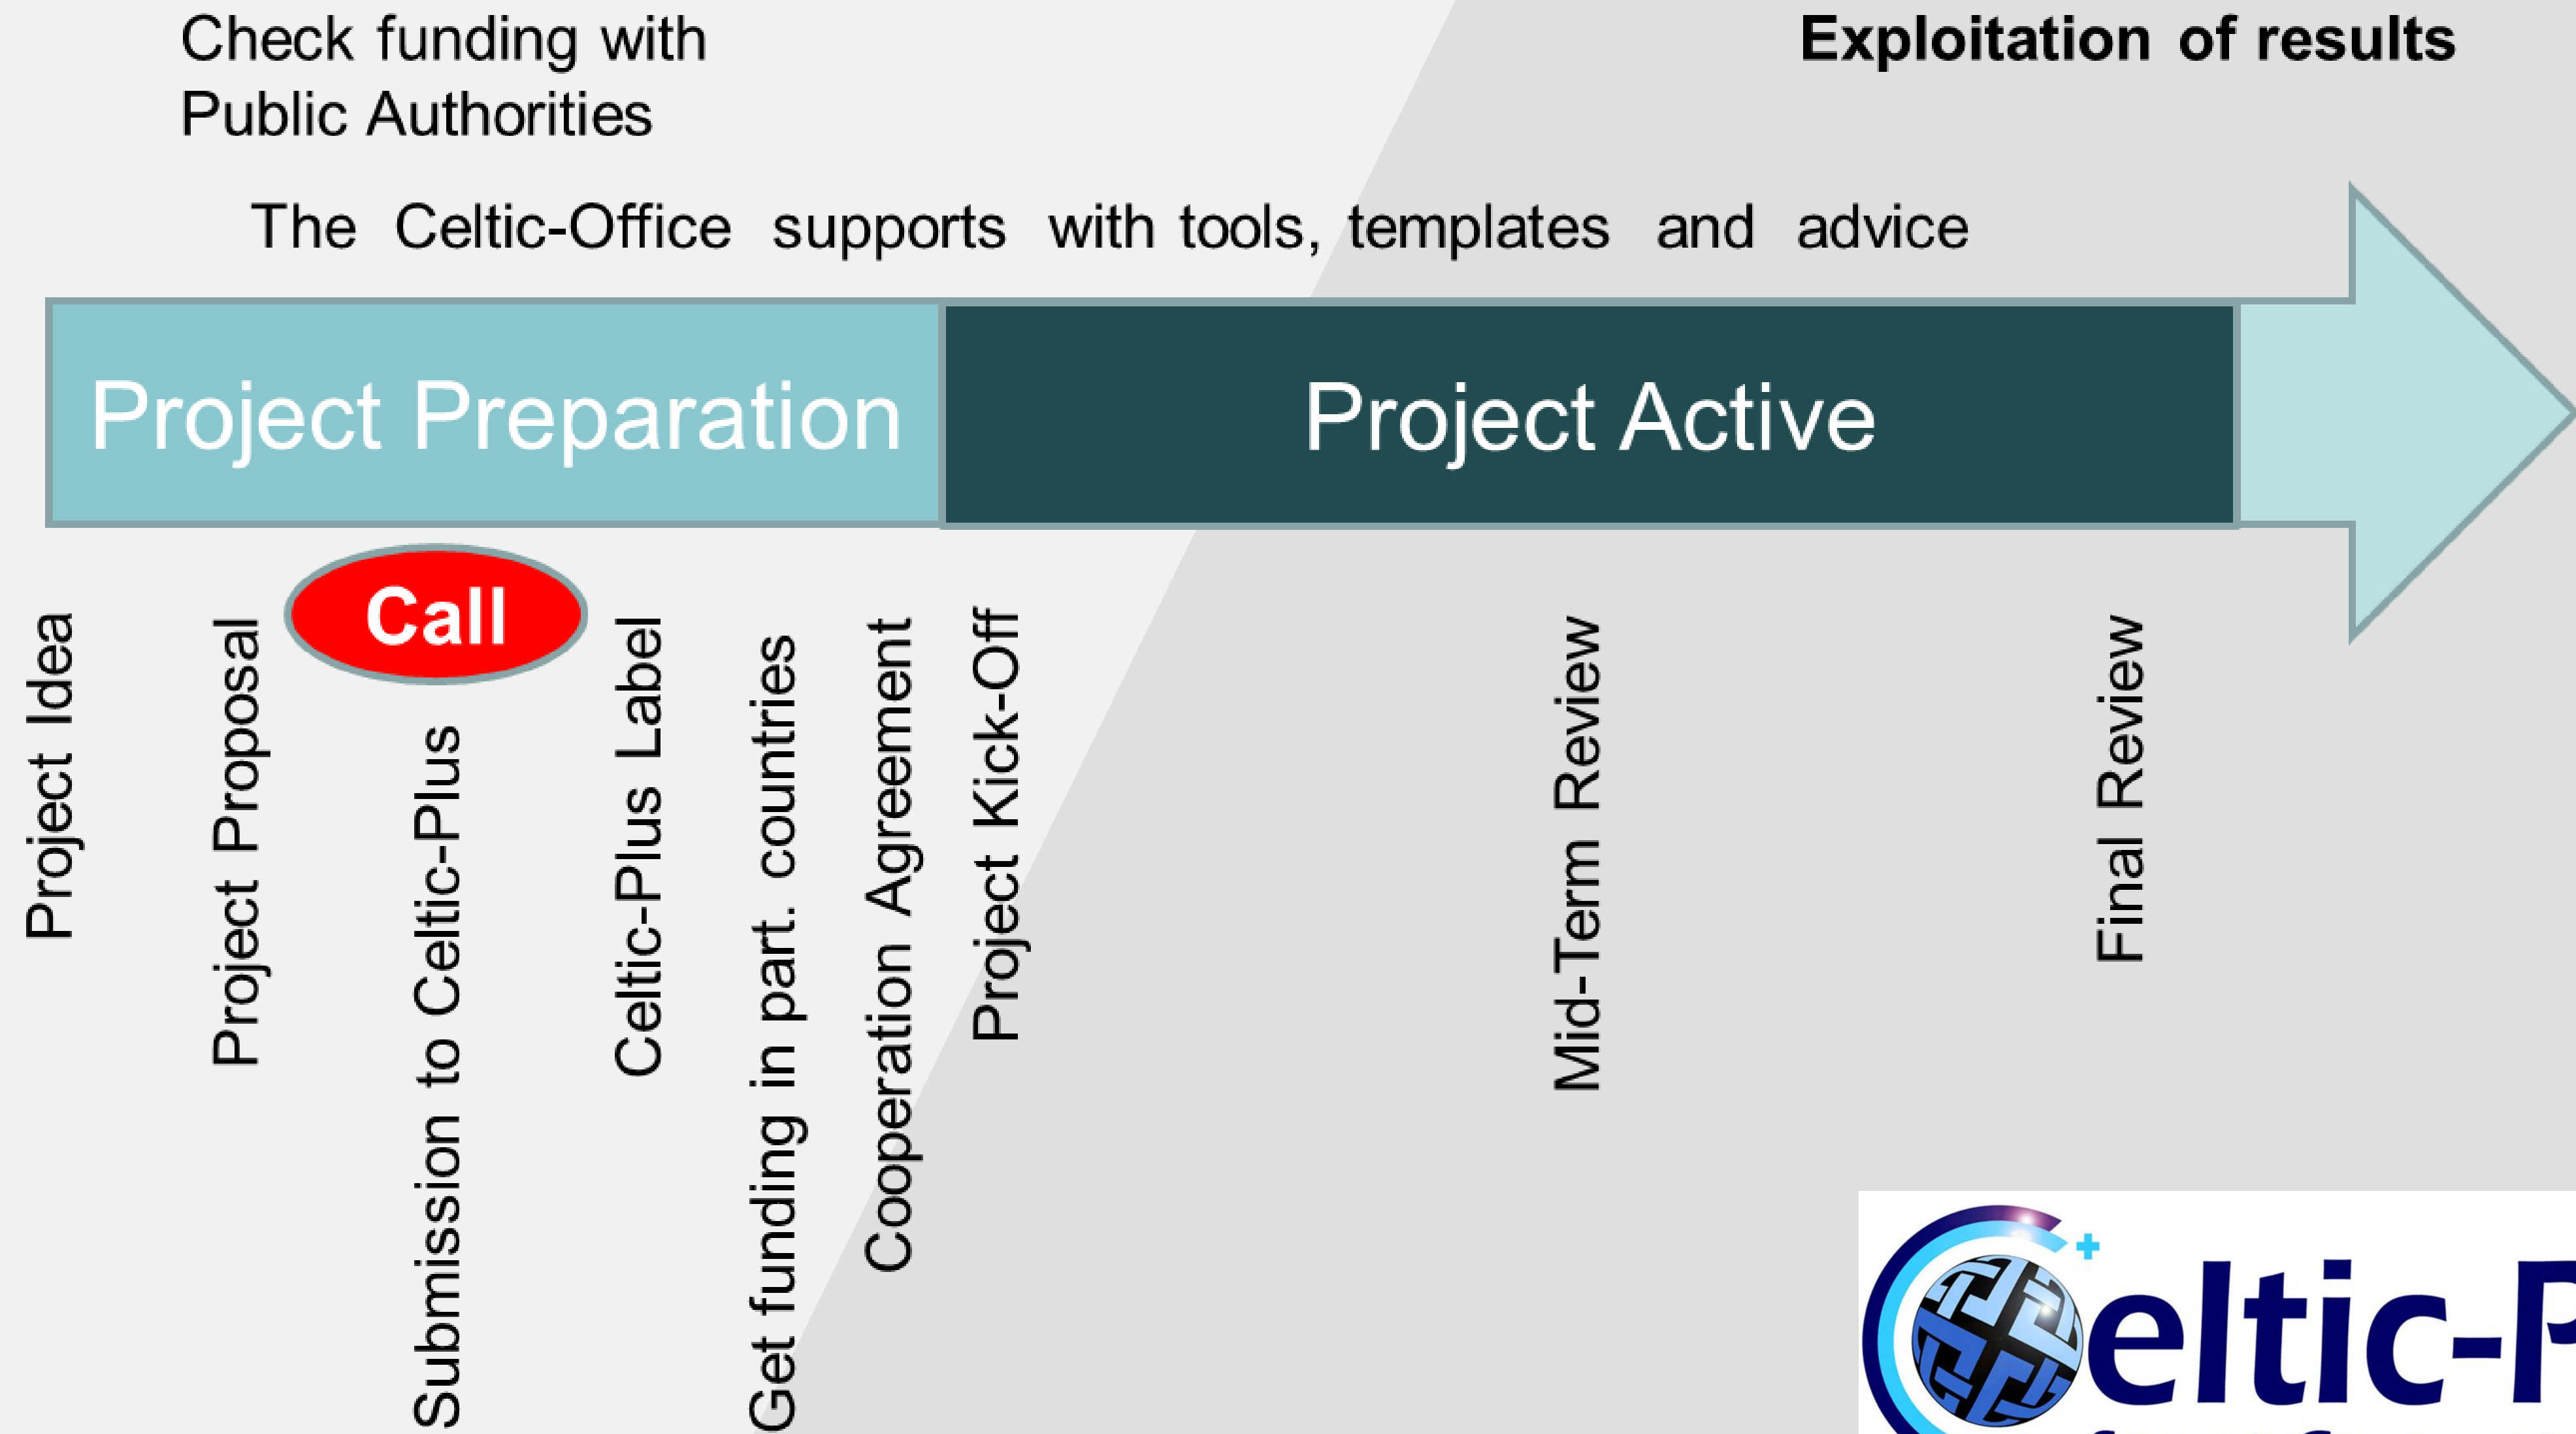 Check funding with
Public Authorities
Exploitation of results
The Celtic-Office supports with tools, templates and advice
Project Preparation
Project Active
Call
Project Idea
Project Proposal
Submission to Celtic-Plus
Celtic-Plus Label
Get funding in part. countries
Cooperation Agreement
Project Kick-Off
Mid-Term Review
Final Review
Celtic-P